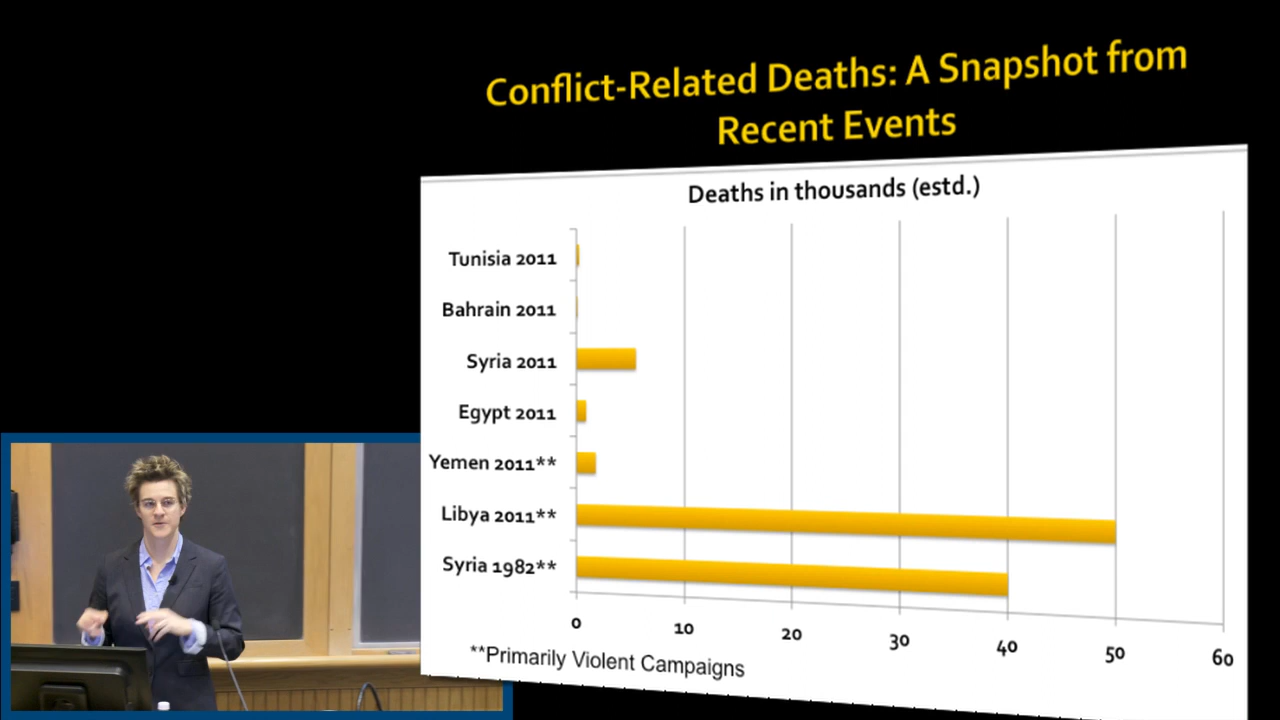 Conflict-Related Deaths: A Snapshot from
Recent Events
Deaths in thousands (estd.)
Tunisia 2011
Bahrain 2011
Syria 2011
Egypt 2011
Yemen 2011**
Libya 2011**
Syria 1982**
0 10 20 30 40 50 60
**Primarily Violent Campaigns